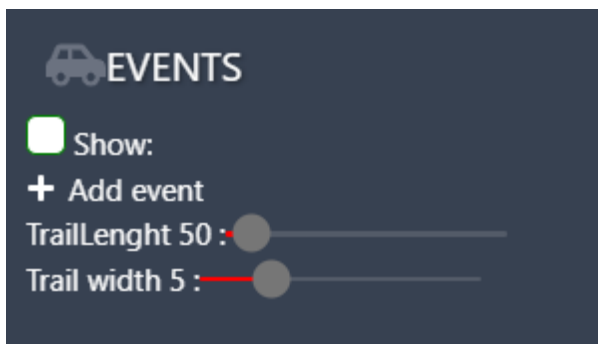 EVENTS
Show:
+ Add event
TrailLenght 50 :
Trail width 5 :